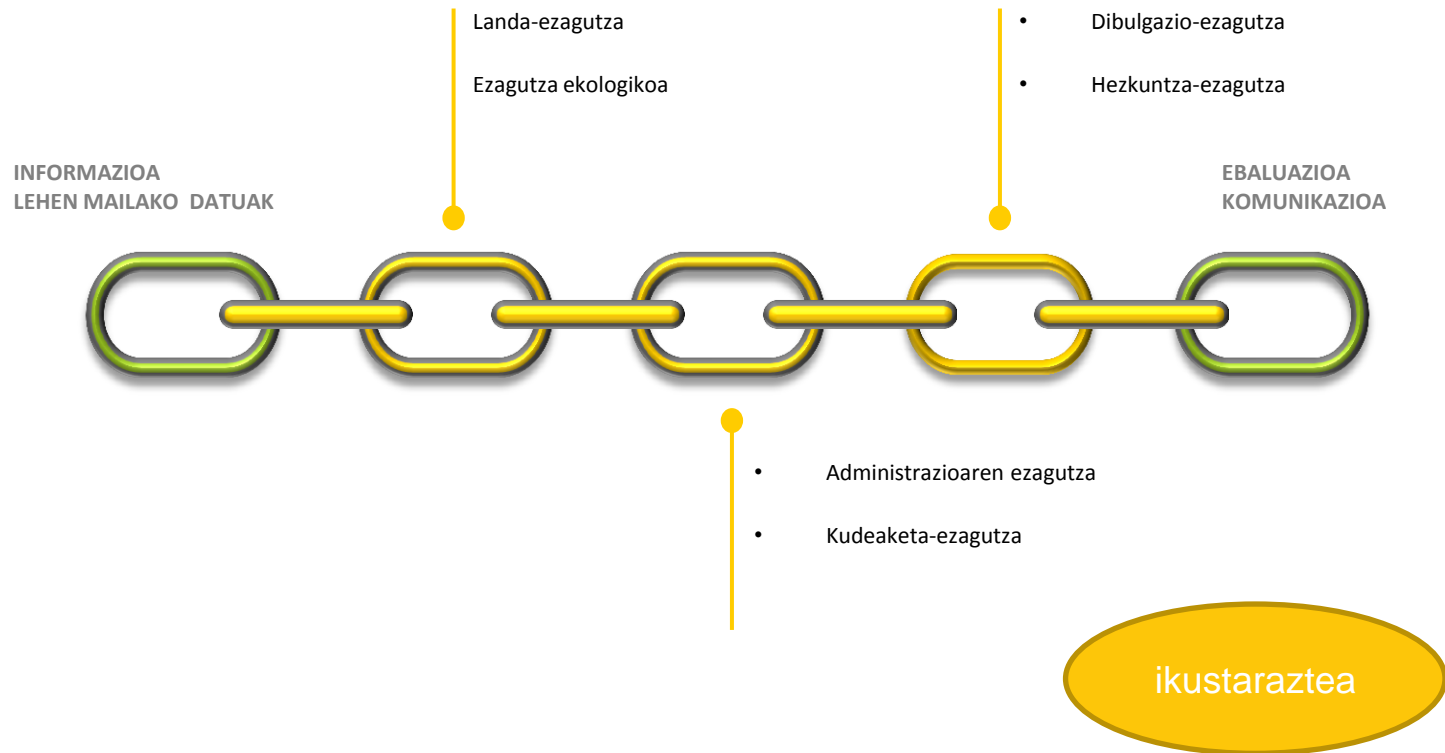 Landa-ezagutza
Ezagutza ekologikoa
• Dibulgazio-ezagutza
• Hezkuntza-ezagutza
INFORMAZIOA
LEHEN MAILAKO DATUAK
EBALUAZIOA
KOMUNIKAZIOA
• Administrazioaren ezagutza
• Kudeaketa-ezagutza
ikustaraztea